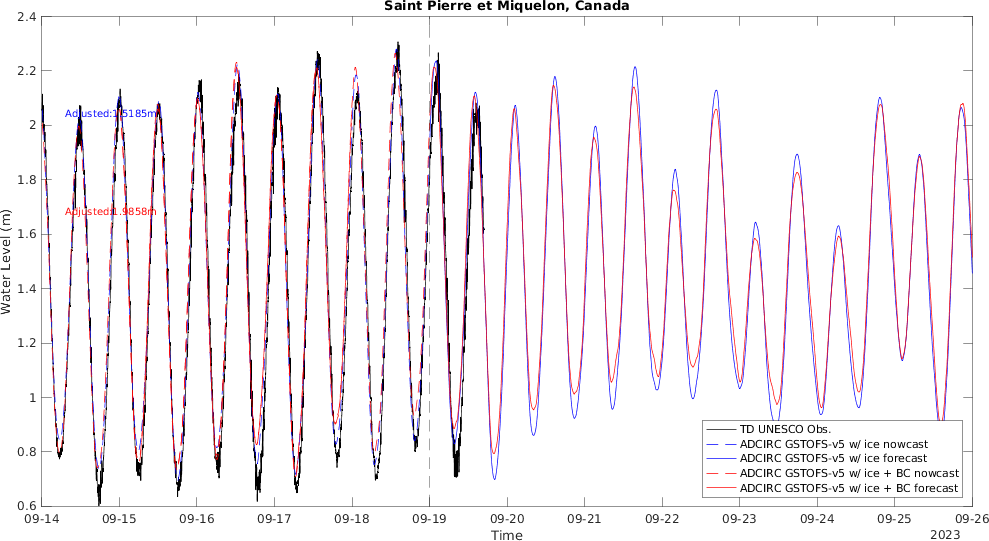 Saint Pierre et Miquelon, Canada
2.4
2.2
2
1.8
1.6
1.4
1.2
1
0.8
0.6
Water Level (m)
Adjusted:1.5185m
Adjusted:1.9858m
TD UNESCO Obs.
ADCIRC GSTOFS-v5 w/ ice nowcast
ADCIRC GSTOFS-v5 w/ ice forecast
ADCIRC GSTOFS-v5 w/ ice + BC nowcast
ADCIRC GSTOFS-v5 w/ ice + BC forecast
09-14 09-15 09-16 09-17 09-18 09-19 09-20 09-21 09-22 09-23 09-24 09-25 09-26
Time
2023